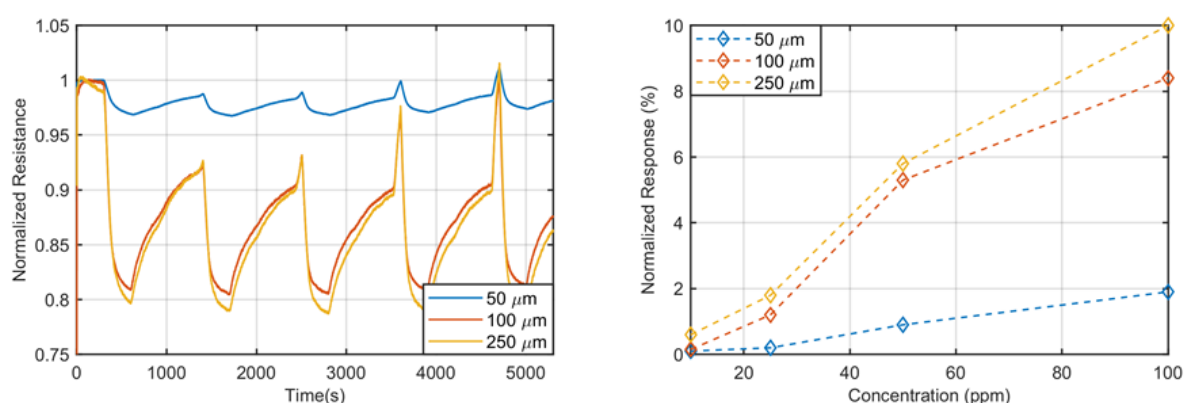 1.05
1
0.95
0.9
0.85
0.8
0.75
Normalized Resistance
0
1000
2000
3000
4000
5000
Time(s)
50 μm
100 μm
250 μm
10
8
6
4
2
0
Normalized Response (%)
20
40
60
80
100
Concentration (ppm)
50 μm
100 μm
250 μm